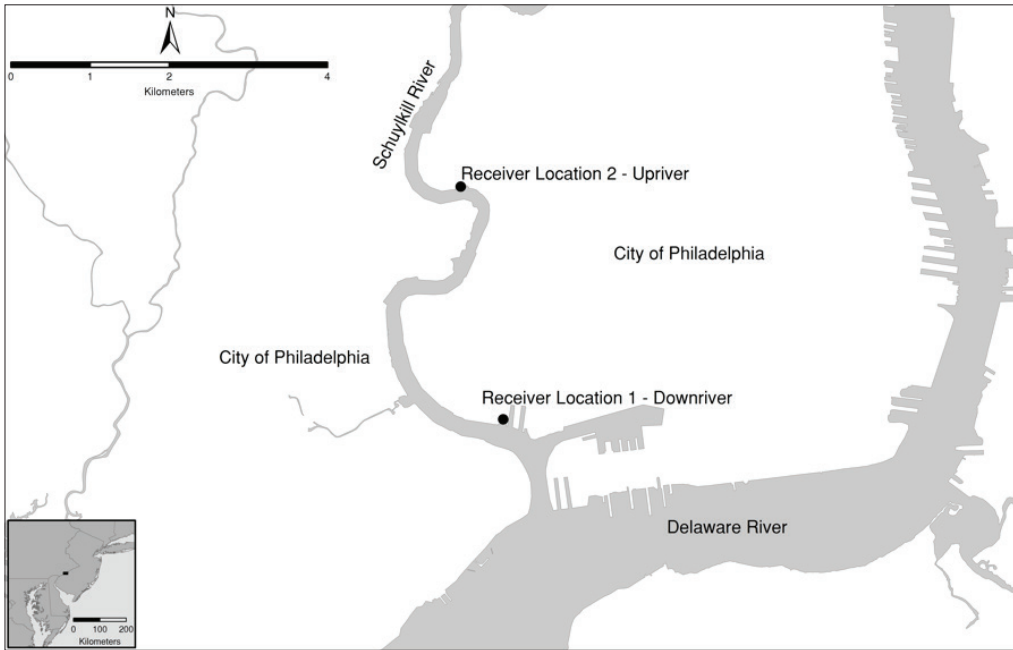 N
0 1 2 4
Kilometers
Schuylkill River
Receiver Location 2 - Upriver
City of Philadelphia
City of Philadelphia
Receiver Location 1 - Downriver
Delaware River
0 100 200
Kilometers